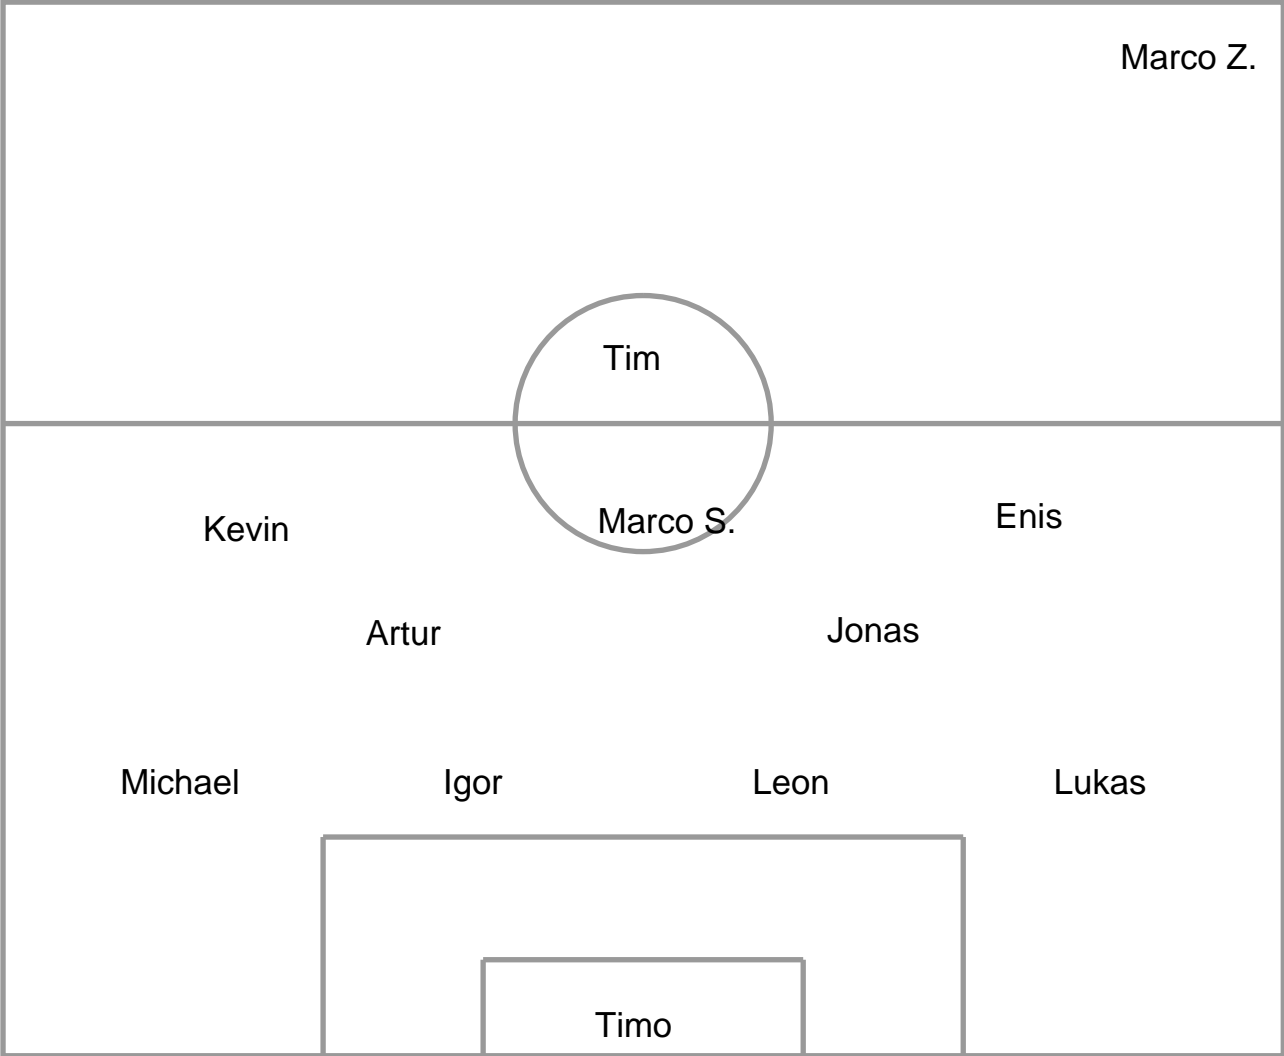 Marco Z.
Tim
Kevin
Marco S.
Enis
Artur
Jonas
Michael
Igor
Leon
Lukas
Timo